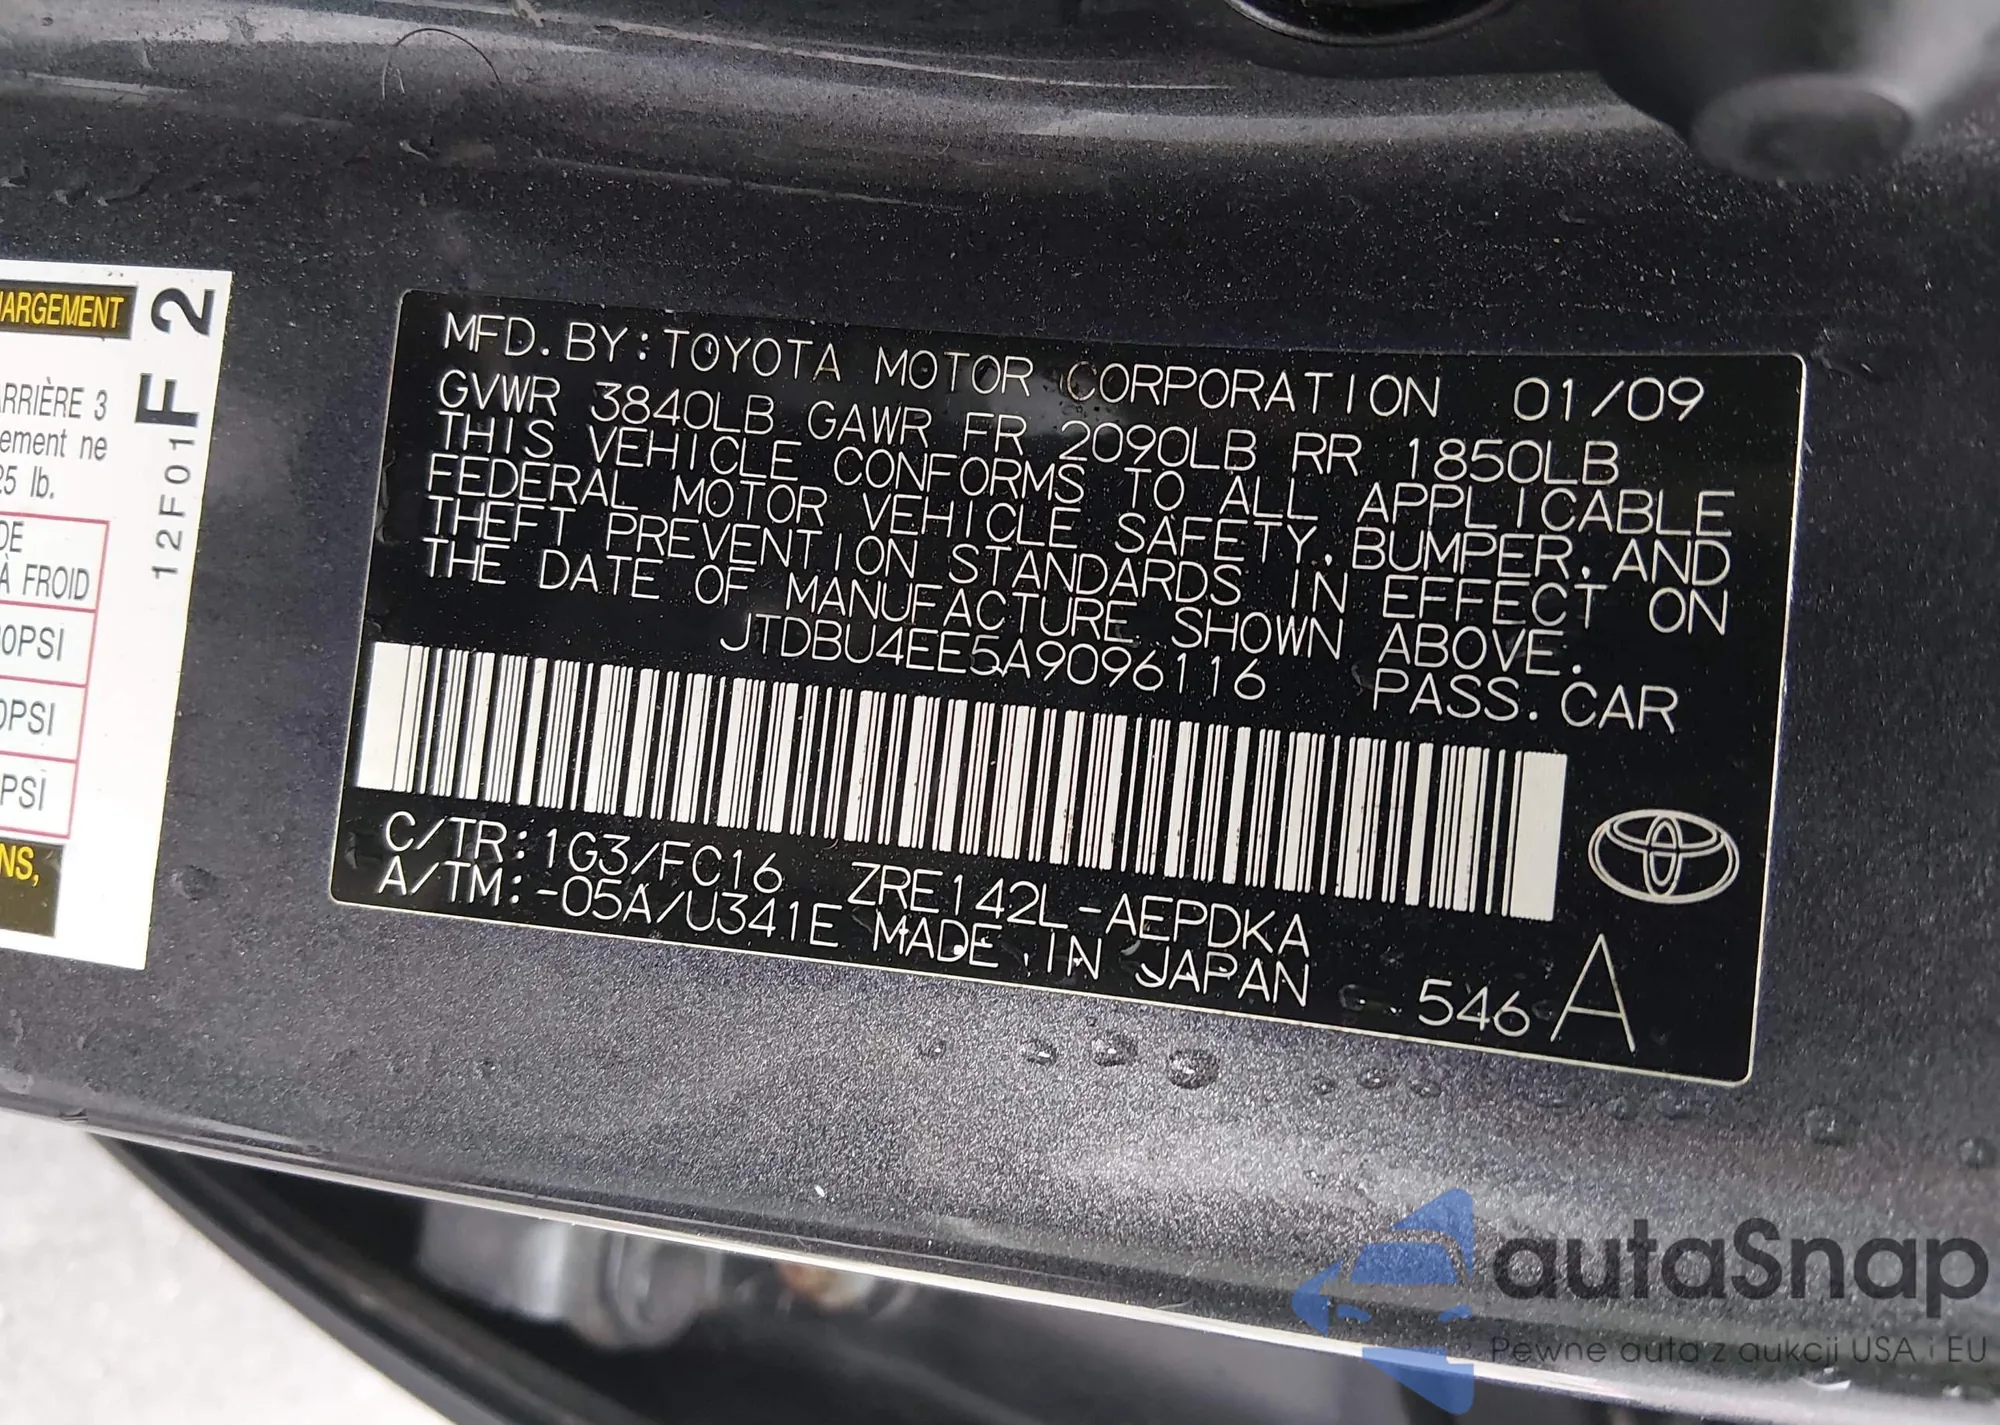 HARGEMENT
F 2
ARRIÈRE 3
ement ne
25 lb.
12F01
DE
À FROID
0PSI
0PSI
PSI
NS,
MFD. BY: TOYOTA MOTOR CORPORATION 01/09
GVWR 3840LB GAWR FR 2090LB RR 1850LB
THIS VEHICLE CONFORMS TO ALL APPLICABLE
FEDERAL MOTOR VEHICLE SAFETY, BUMPER, AND
THEFT PREVENTION STANDARDS IN EFFECT ON
THE DATE OF MANUFACTURE SHOWN ABOVE.
JTDBU4EE5A9096116 PASS. CAR
C/TR: 1G3/FC16 ZRE142L-AEPDKA
A/TM: -05A/U341E MADE IN JAPAN 546 A
autaSnap
Pewne auta z aukcji USA i EU